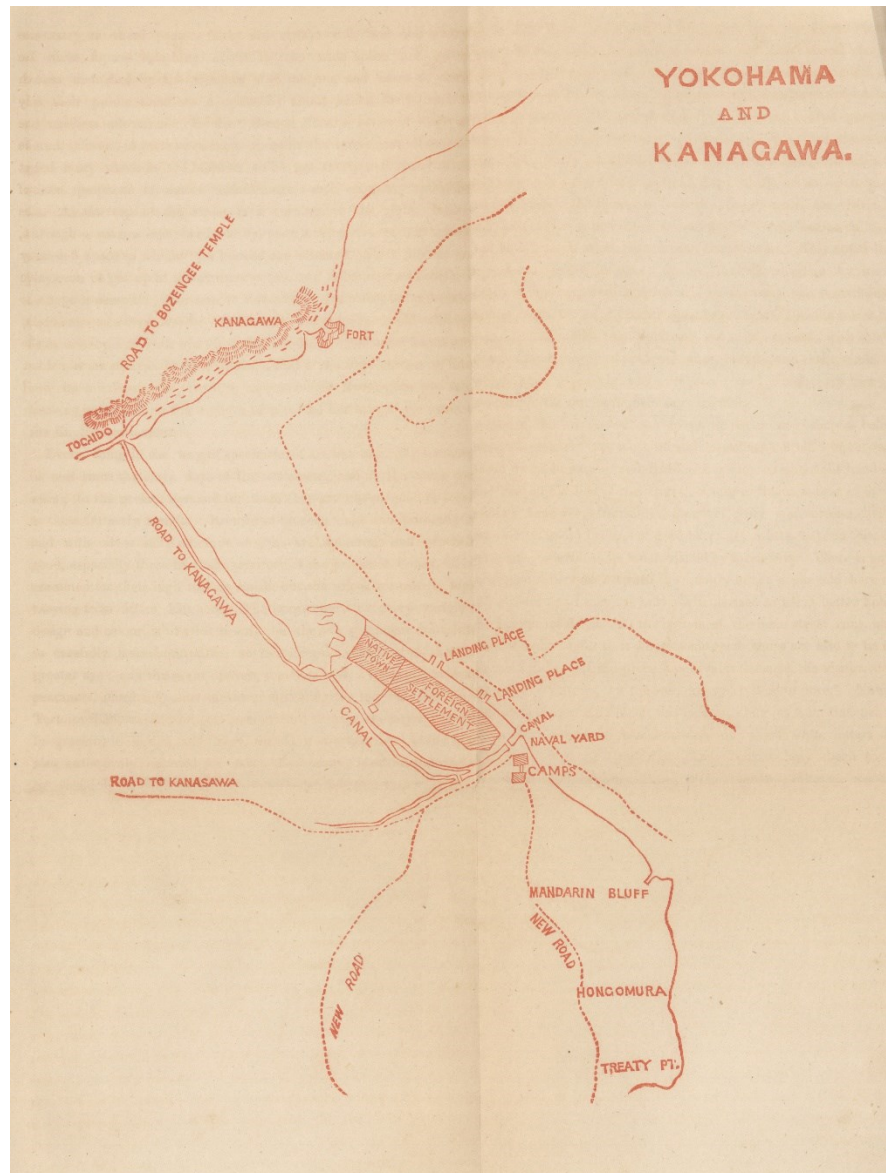 YOKOHAMA
AND
KANAGAWA.
ROAD TO BOZENGEE TEMPLE
KANAGAWA
FORT
TOCAIDO
ROAD TO KANAGAWA
LANDING PLACE
NATIVE
TOWN
LANDING PLACE
FOREIGN
SETTLEMENT
CANAL
CANAL
NAVAL YARD
CAMPS
ROAD TO KANASAWA
MANDARIN BLUFF
NEW ROAD
NEW ROAD
HONGOMURA
TREATY PT.